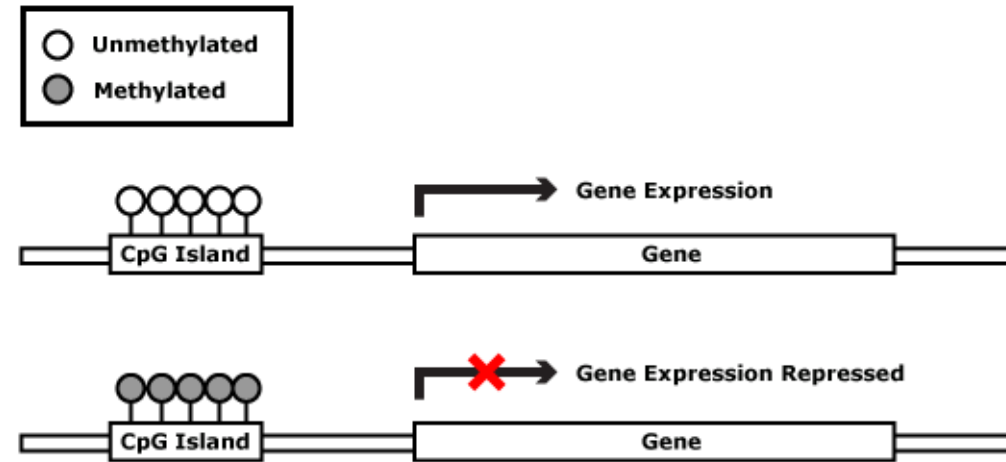 Unmethylated
Methylated
Gene Expression
CpG Island
Gene
Gene Expression Repressed
CpG Island
Gene